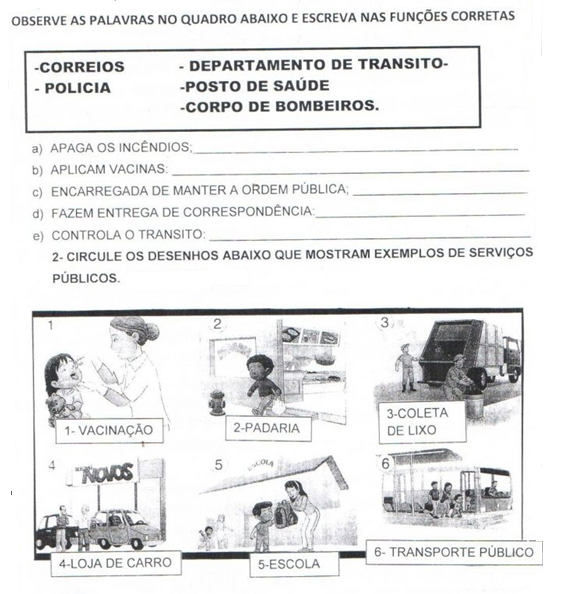 OBSERVE AS PALAVRAS NO QUADRO ABAIXO E ESCREVA NAS FUNÇÕES CORRETAS
-CORREIOS - DEPARTAMENTO DE TRANSITO-
- POLICIA -POSTO DE SAÚDE
-CORPO DE BOMBEIROS.
a) APAGA OS INCÊNDIOS;
b) APLICAM VACINAS:
c) ENCARREGADA DE MANTER A ORDEM PÚBLICA;
d) FAZEM ENTREGA DE CORRESPONDÊNCIA:
e) CONTROLA O TRANSITO:
2- CIRCULE OS DESENHOS ABAIXO QUE MOSTRAM EXEMPLOS DE SERVIÇOS
PÚBLICOS.
1
2
3
1- VACINAÇÃO
2-PADARIA
3-COLETA
DE LIXO
4
NOVOS
5
ESCOLA
6
4-LOJA DE CARRO
5-ESCOLA
6- TRANSPORTE PÚBLICO